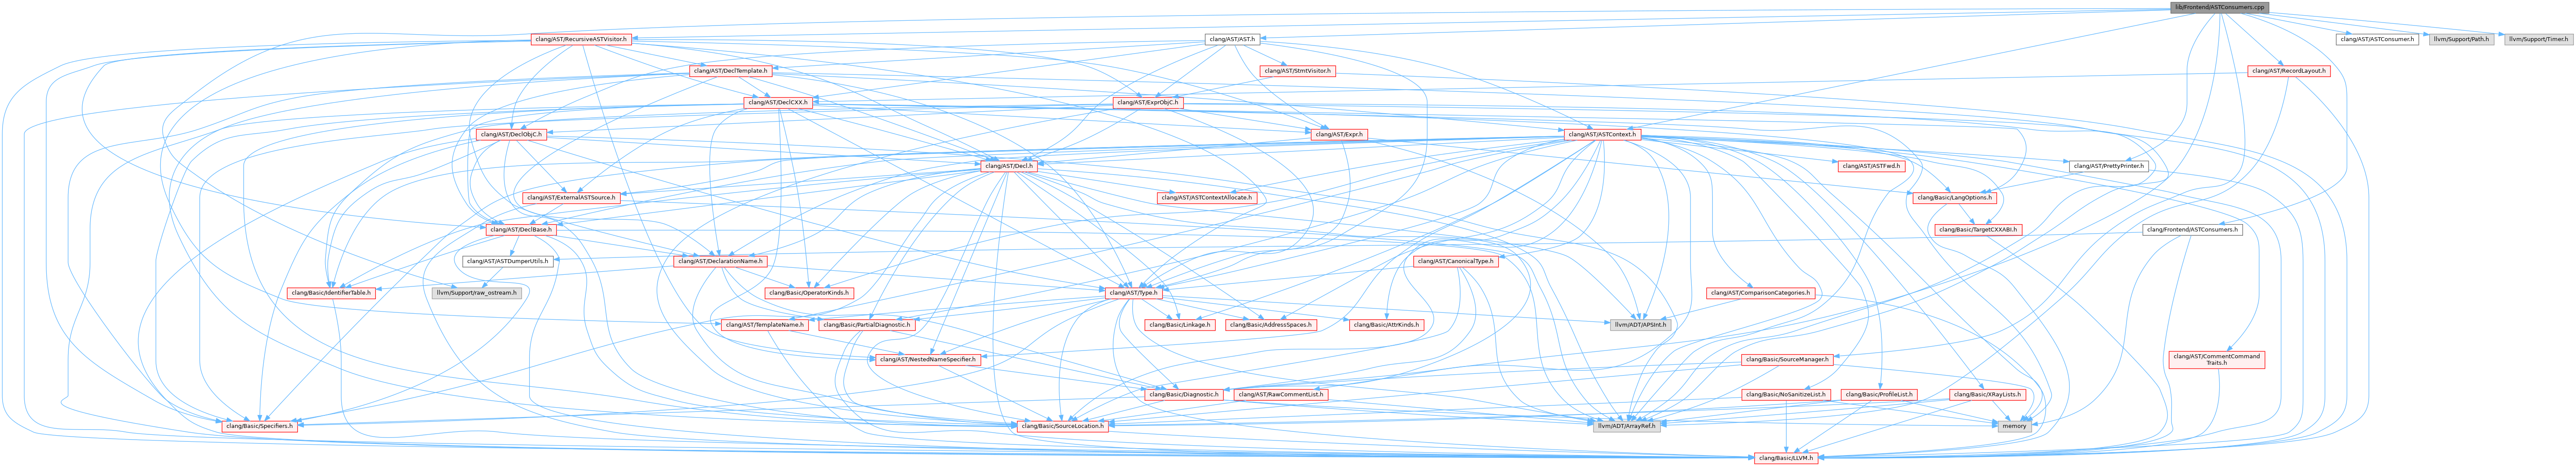 lib/Frontend/ASTConsumers.cpp
clang/AST/RecursiveASTVisitor.h
clang/AST/AST.h
clang/AST/ASTConsumer.h
llvm/Support/Path.h
llvm/Support/Timer.h
clang/AST/DeclTemplate.h
clang/AST/StmtVisitor.h
clang/AST/RecordLayout.h
clang/AST/DeclCXX.h
clang/AST/ExprObjC.h
clang/AST/DeclObjC.h
clang/AST/Expr.h
clang/AST/ASTContext.h
clang/AST/Decl.h
clang/AST/ASTFwd.h
clang/AST/PrettyPrinter.h
clang/AST/ExternalASTSource.h
clang/AST/ASTContextAllocate.h
clang/Basic/LangOptions.h
clang/AST/DeclBase.h
clang/Basic/TargetCXXABI.h
clang/Frontend/ASTConsumers.h
clang/AST/ASTDumperUtils.h
clang/AST/DeclarationName.h
clang/AST/CanonicalType.h
clang/Basic/IdentifierTable.h
llvm/Support/raw_ostream.h
clang/Basic/OperatorKinds.h
clang/AST/Type.h
clang/AST/ComparisonCategories.h
clang/AST/TemplateName.h
clang/Basic/PartialDiagnostic.h
clang/Basic/Linkage.h
clang/Basic/AddressSpaces.h
clang/Basic/AttrKinds.h
llvm/ADT/APSInt.h
clang/AST/NestedNameSpecifier.h
clang/Basic/SourceManager.h
clang/AST/CommentCommand
Traits.h
clang/Basic/Diagnostic.h
clang/AST/RawCommentList.h
clang/Basic/NoSanitizeList.h
clang/Basic/ProfileList.h
clang/Basic/XRayLists.h
clang/Basic/Specifiers.h
clang/Basic/SourceLocation.h
llvm/ADT/ArrayRef.h
memory
clang/Basic/LLVM.h